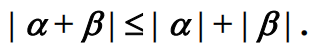 | α + β | ≤ | α | + | β | .